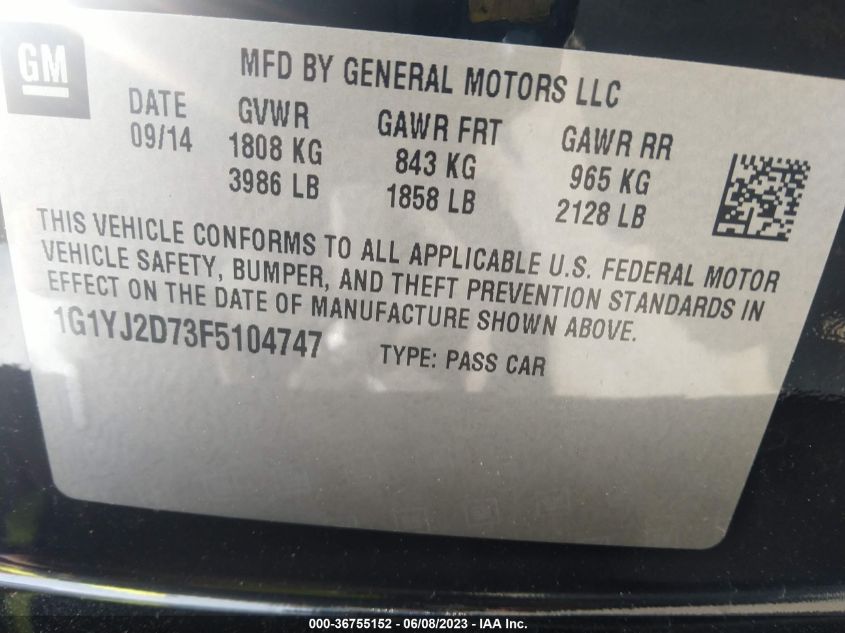 GM
MFD BY GENERAL MOTORS LLC
DATE GVWR GAWR FRT GAWR RR
09/14 1808 KG 843 KG 965 KG
3986 LB 1858 LB 2128 LB
THIS VEHICLE CONFORMS TO ALL APPLICABLE U.S. FEDERAL MOTOR
VEHICLE SAFETY, BUMPER, AND THEFT PREVENTION STANDARDS IN
EFFECT ON THE DATE OF MANUFACTURE SHOWN ABOVE.
1G1YJ2D73F5104747 TYPE: PASS CAR
000-36755152 - 06/08/2023 - IAA Inc.